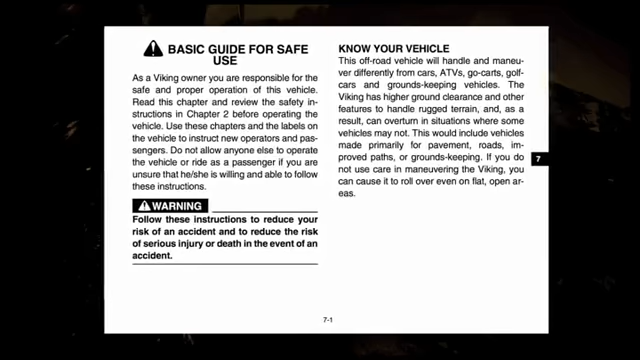 BASIC GUIDE FOR SAFE
USE
As a Viking owner you are responsible for the
safe and proper operation of this vehicle.
Read this chapter and review the safety in-
structions in Chapter 2 before operating the
vehicle. Use these chapters and the labels on
the vehicle to instruct new operators and pas-
sengers. Do not allow anyone else to operate
the vehicle or ride as a passenger if you are
unsure that he/she is willing and able to follow
these instructions.
WARNING
Follow these instructions to reduce your
risk of an accident and to reduce the risk
of serious injury or death in the event of an
accident.
KNOW YOUR VEHICLE
This off-road vehicle will handle and maneu-
ver differently from cars, ATVs, go-carts, golf-
carts and grounds-keeping vehicles. The
Viking has higher ground clearance and other
features to handle rugged terrain, and, as a
result, can overturn in situations where some
vehicles may not. This would include vehicles
made primarily for pavement, roads, im-
proved paths, or grounds-keeping. If you do
not use care in maneuvering the Viking, you
can cause it to roll over even on flat, open ar-
eas.
7
7-1